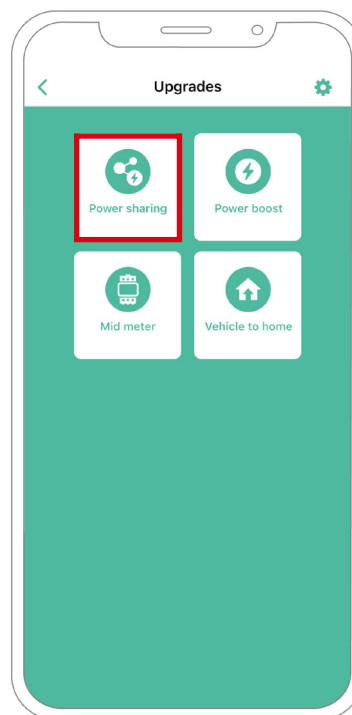 Upgrades
Power sharing
Power boost
Mid meter
Vehicle to home